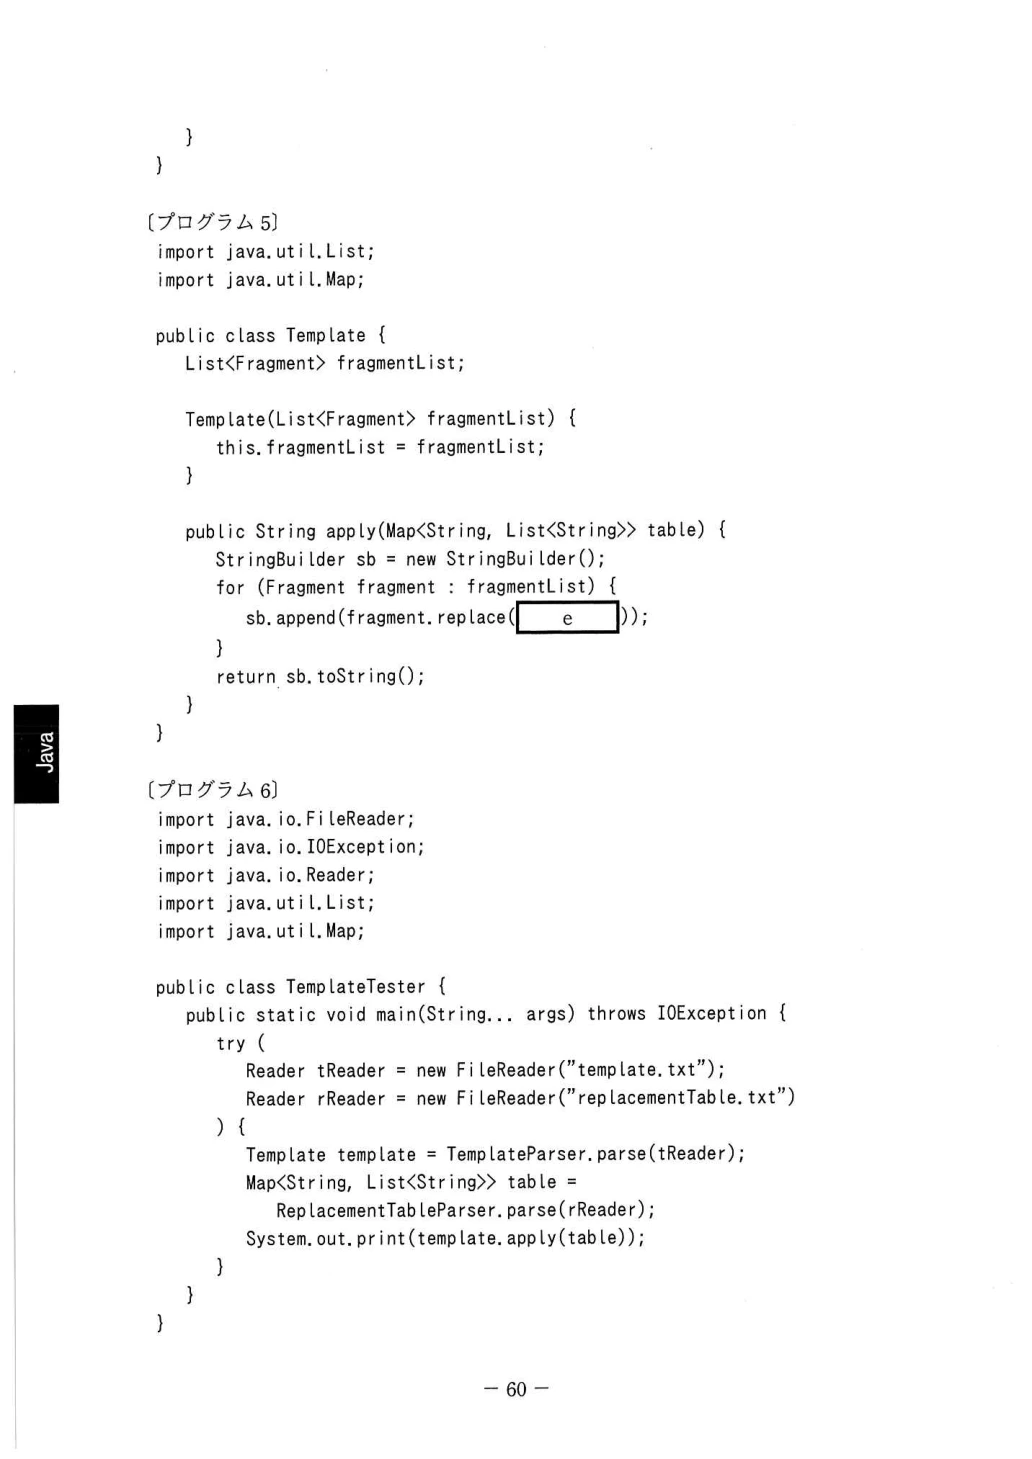 }
}
〔プログラム 5〕
import java.util.List;
import java.util.Map;
public class Template {
List<Fragment> fragmentList;
Template(List<Fragment> fragmentList) {
this.fragmentList = fragmentList;
}
public String apply(Map<String, List<String>> table) {
StringBuilder sb = new StringBuilder();
for (Fragment fragment : fragmentList) {
sb.append(fragment.replace( e ));
}
return sb.toString();
}
}
Java
〔プログラム 6〕
import java.io.FileReader;
import java.io.IOException;
import java.io.Reader;
import java.util.List;
import java.util.Map;
public class TemplateTester {
public static void main(String... args) throws IOException {
try (
Reader tReader = new FileReader("template.txt");
Reader rReader = new FileReader("replacementTable.txt")
) {
Template template = TemplateParser.parse(tReader);
Map<String, List<String>> table =
ReplacementTableParser.parse(rReader);
System.out.print(template.apply(table));
}
}
}
－ 60 －